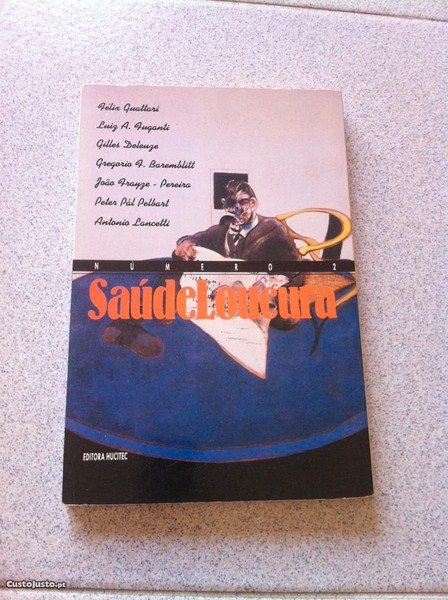 Félix Guattari
Luiz A. Fuganti
Gilles Deleuze
Gregorio F. Baremblitt
João Frayze - Pereira
Peter Pál Pelbart
Antonio Lancetti
NÚMERO 2
SaúdeLoucura
EDITORA HUCITEC
CustoJusto.pt